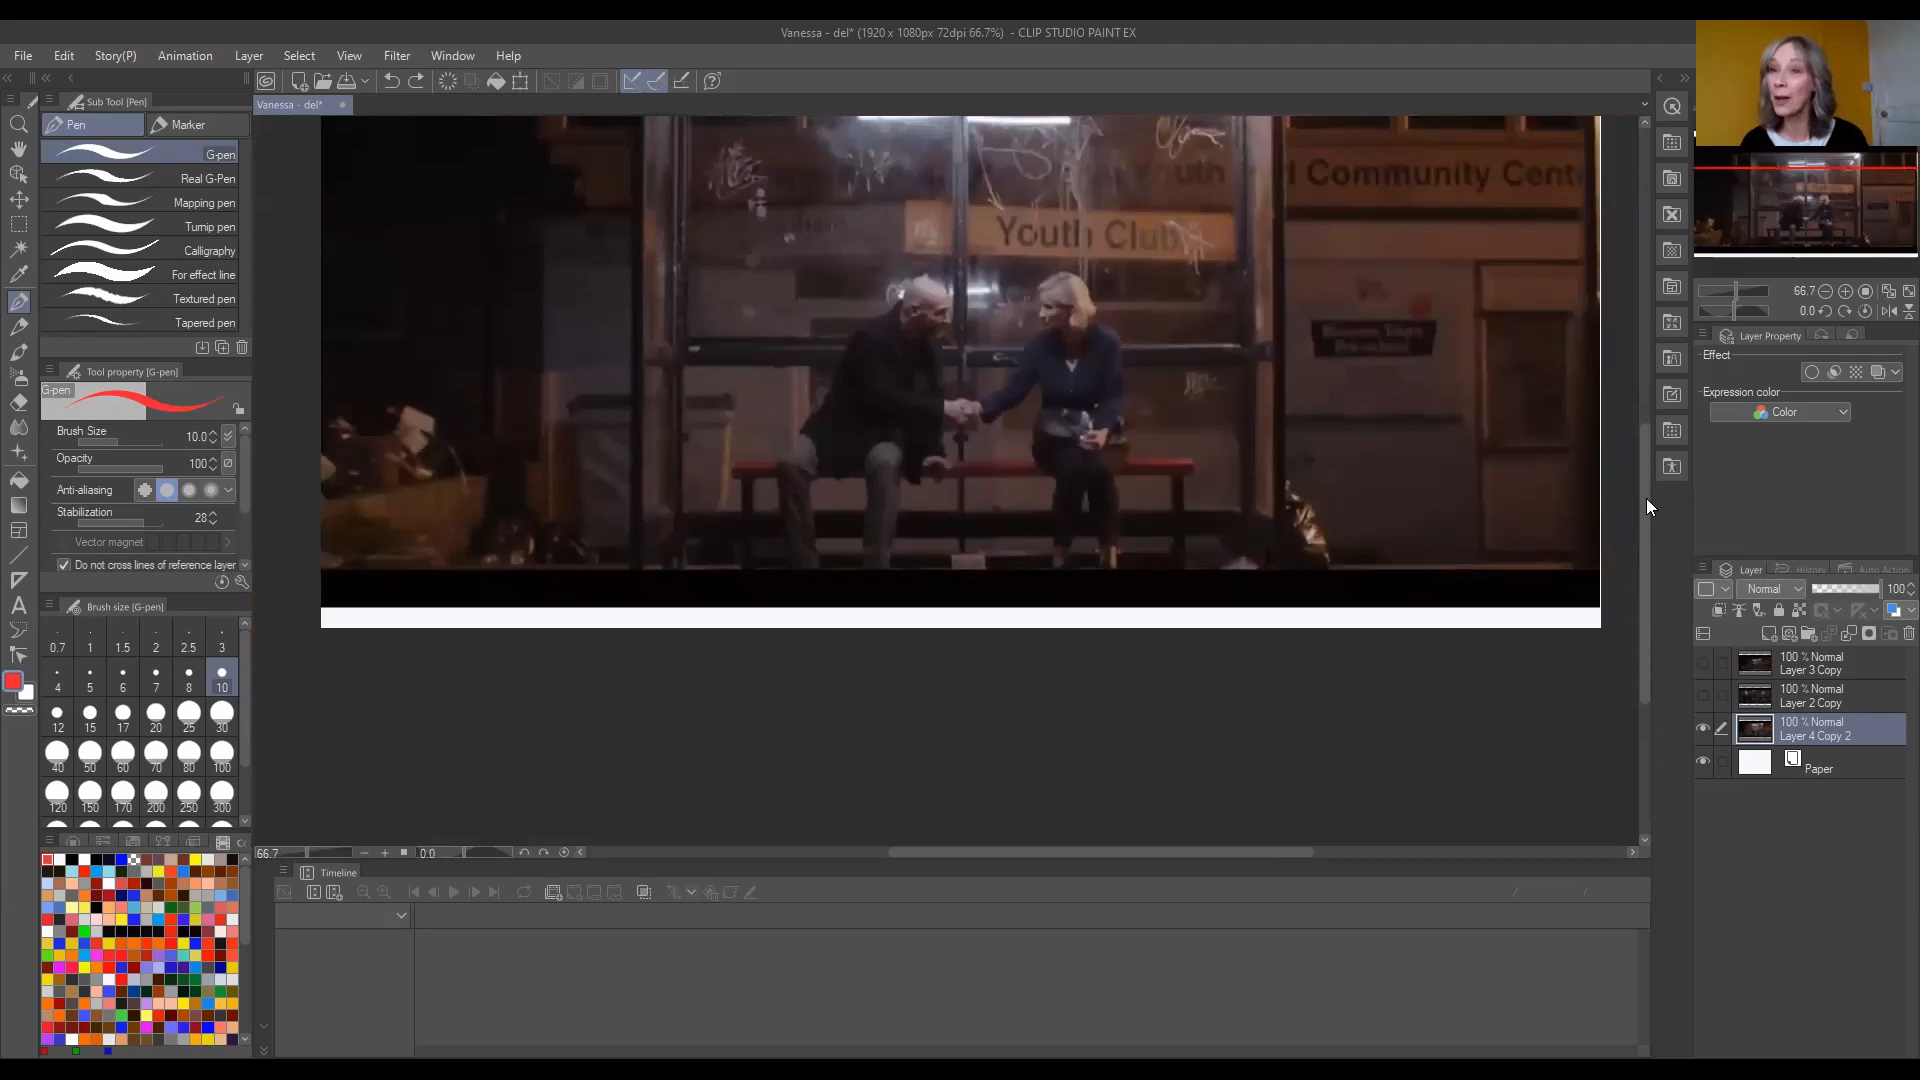 Vanessa - del* (1920 x 1080px 72dpi 66.7%) - CLIP STUDIO PAINT EX
File Edit Story(P) Animation Layer Select View Filter Window Help
Sub Tool [Pen]
Vanessa - del*
Pen Marker
G-pen
Real G-Pen
Mapping pen
Turnip pen
Calligraphy
For effect line
Textured pen
Tapered pen
Community Cent
Youth Club
Tool property [G-pen]
G-pen
Brush Size 10.0
Opacity 100
Anti-aliasing
Stabilization 28
Vector magnet
Do not cross lines of reference layer
Brush size [G-pen]
0.7 1 1.5 2 2.5 3
4 5 6 7 8 10
12 15 17 20 25 30
40 50 60 70 80 100
120 150 170 200 250 300
66.7 0.0
Timeline
66.7
0.0
Layer Property
Effect
Expression color
Color
Layer History Auto Action
Normal 100
100 % Normal
Layer 3 Copy
100 % Normal
Layer 2 Copy
100 % Normal
Layer 4 Copy 2
Paper